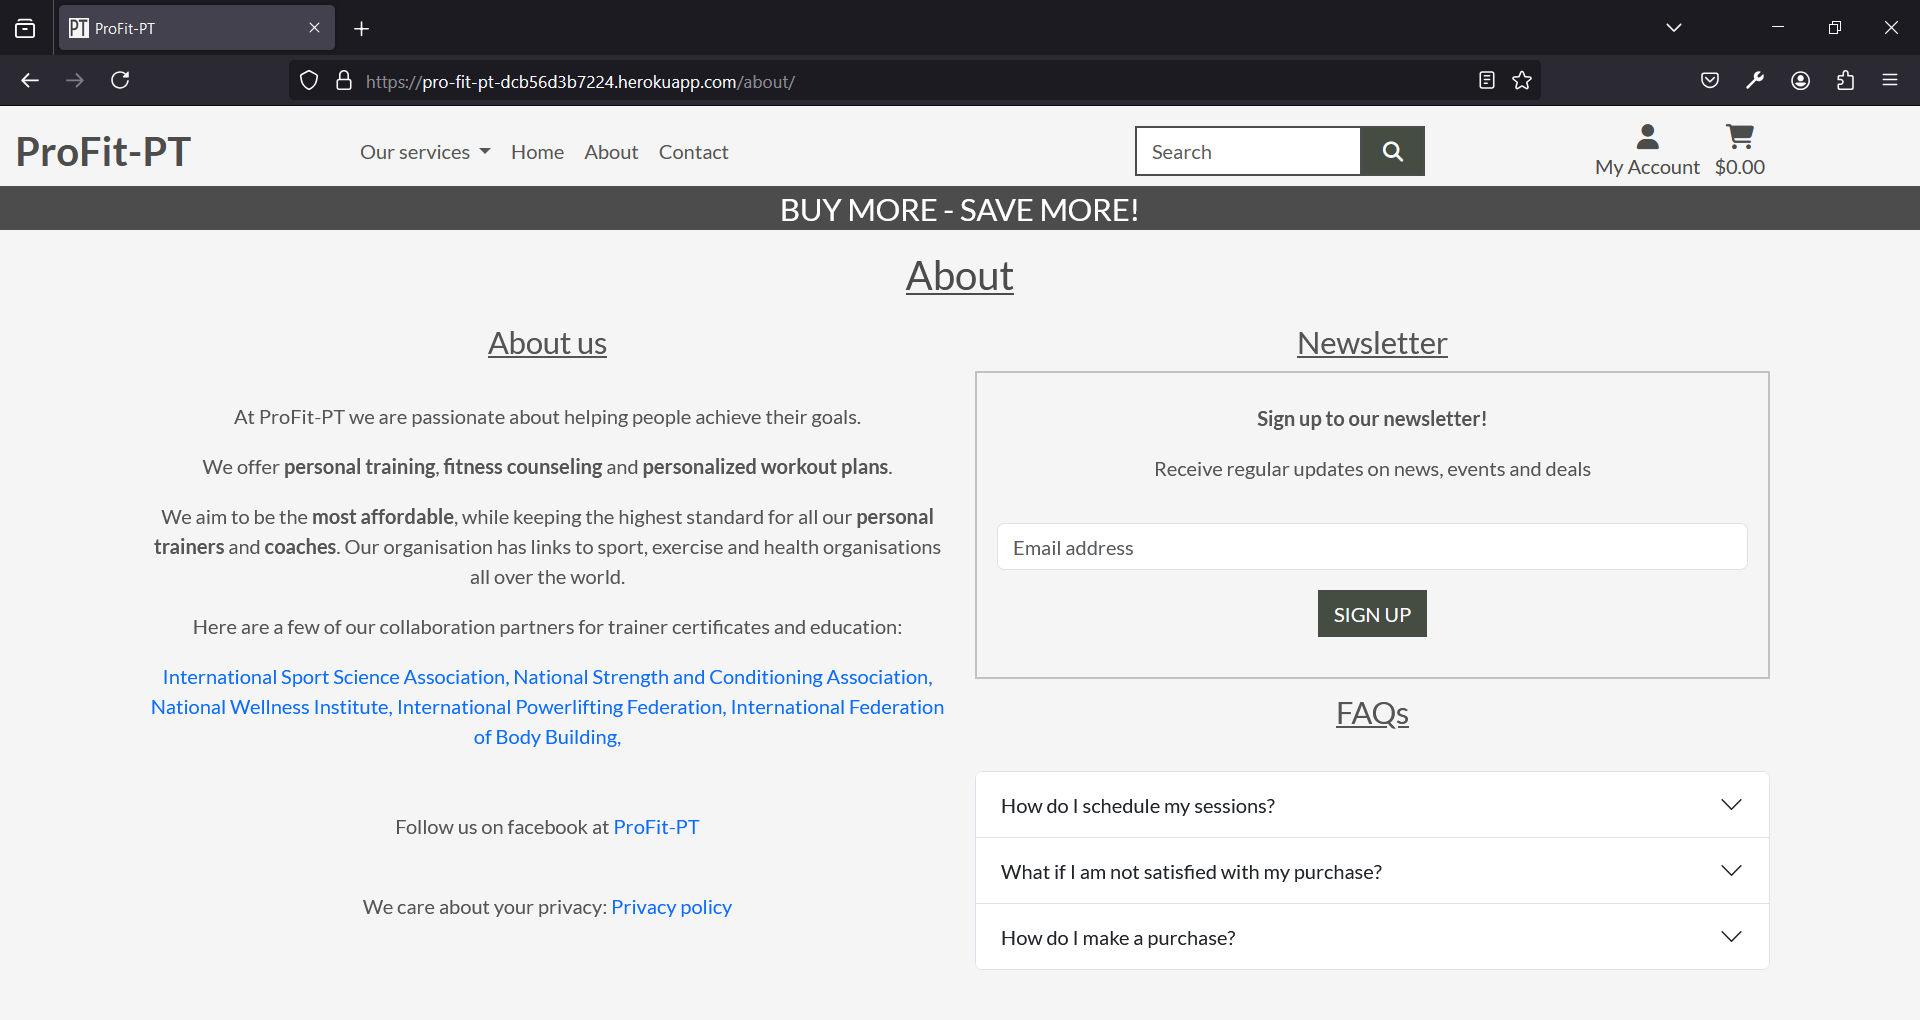 PT ProFit-PT
https://pro-fit-pt-dcb56d3b7224.herokuapp.com/about/
ProFit-PT
Our services Home About Contact
Search
My Account $0.00
BUY MORE - SAVE MORE!
About
About us
At ProFit-PT we are passionate about helping people achieve their goals.
We offer personal training, fitness counseling and personalized workout plans.
We aim to be the most affordable, while keeping the highest standard for all our personal
trainers and coaches. Our organisation has links to sport, exercise and health organisations
all over the world.
Here are a few of our collaboration partners for trainer certificates and education:
International Sport Science Association, National Strength and Conditioning Association,
National Wellness Institute, International Powerlifting Federation, International Federation
of Body Building,
Follow us on facebook at ProFit-PT
We care about your privacy: Privacy policy
Newsletter
Sign up to our newsletter!
Receive regular updates on news, events and deals
Email address
SIGN UP
FAQs
How do I schedule my sessions?
What if I am not satisfied with my purchase?
How do I make a purchase?